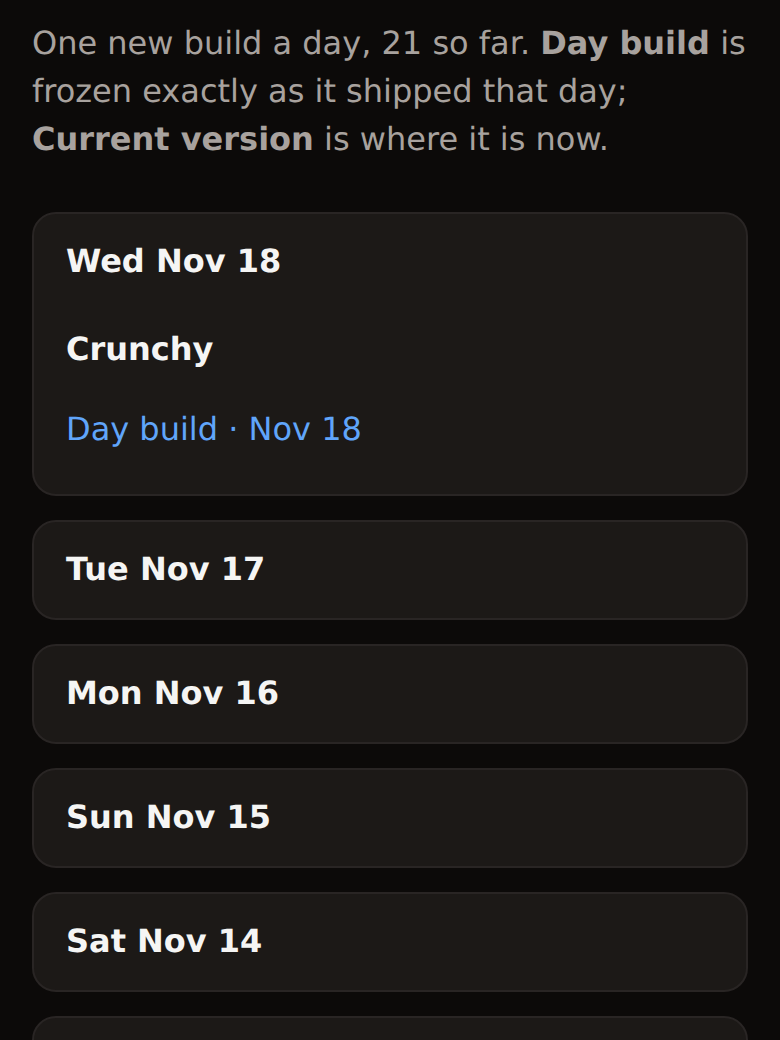 One new build a day, 21 so far. Day build is
frozen exactly as it shipped that day;
Current version is where it is now.
Wed Nov 18
Crunchy
Day build · Nov 18
Tue Nov 17
Mon Nov 16
Sun Nov 15
Sat Nov 14